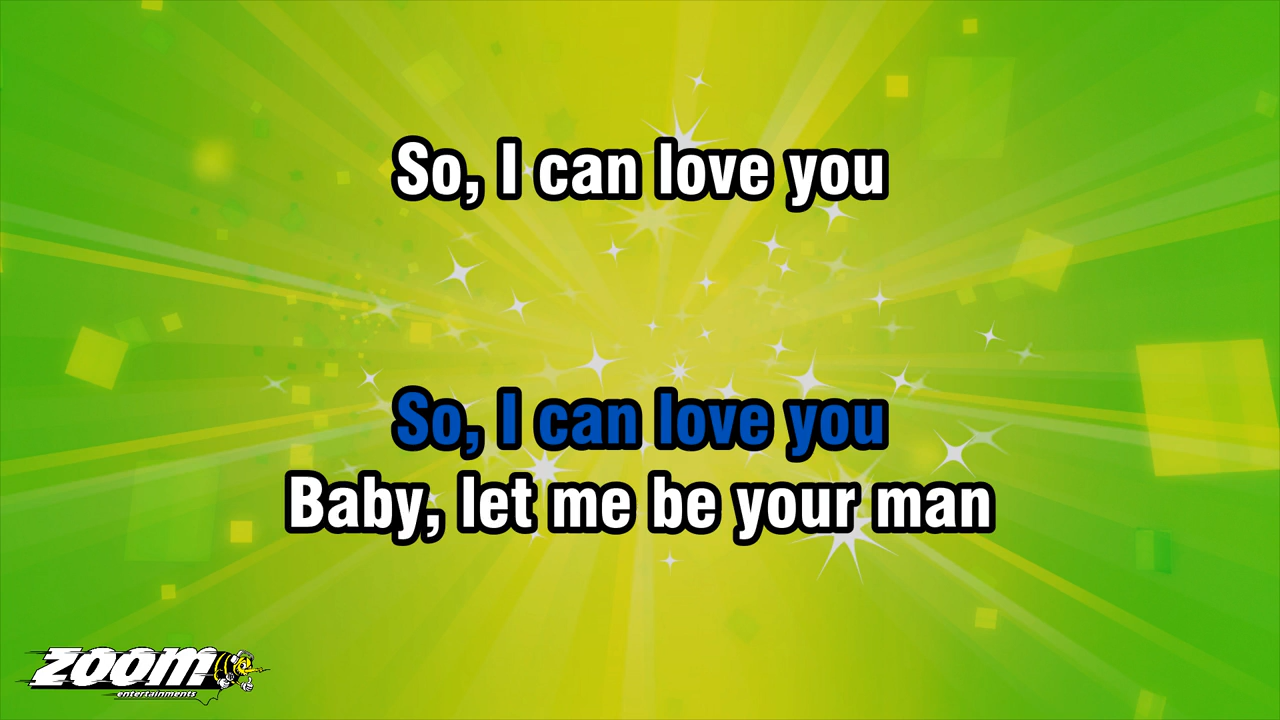 So, I can love you
So, I can love you
Baby, let me be your man
ZOOM
entertainments